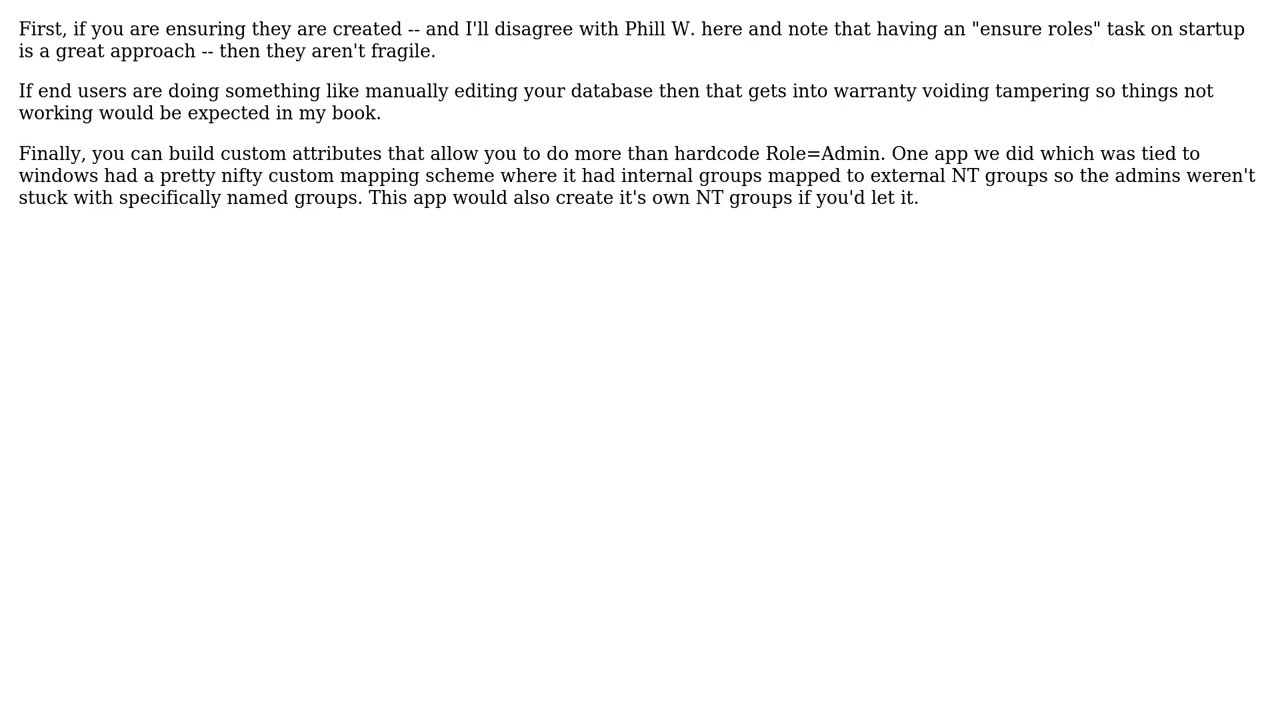 First, if you are ensuring they are created -- and I'll disagree with Phill W. here and note that having an "ensure roles" task on startup
is a great approach -- then they aren't fragile.
If end users are doing something like manually editing your database then that gets into warranty voiding tampering so things not
working would be expected in my book.
Finally, you can build custom attributes that allow you to do more than hardcode Role=Admin. One app we did which was tied to
windows had a pretty nifty custom mapping scheme where it had internal groups mapped to external NT groups so the admins weren't
stuck with specifically named groups. This app would also create it's own NT groups if you'd let it.